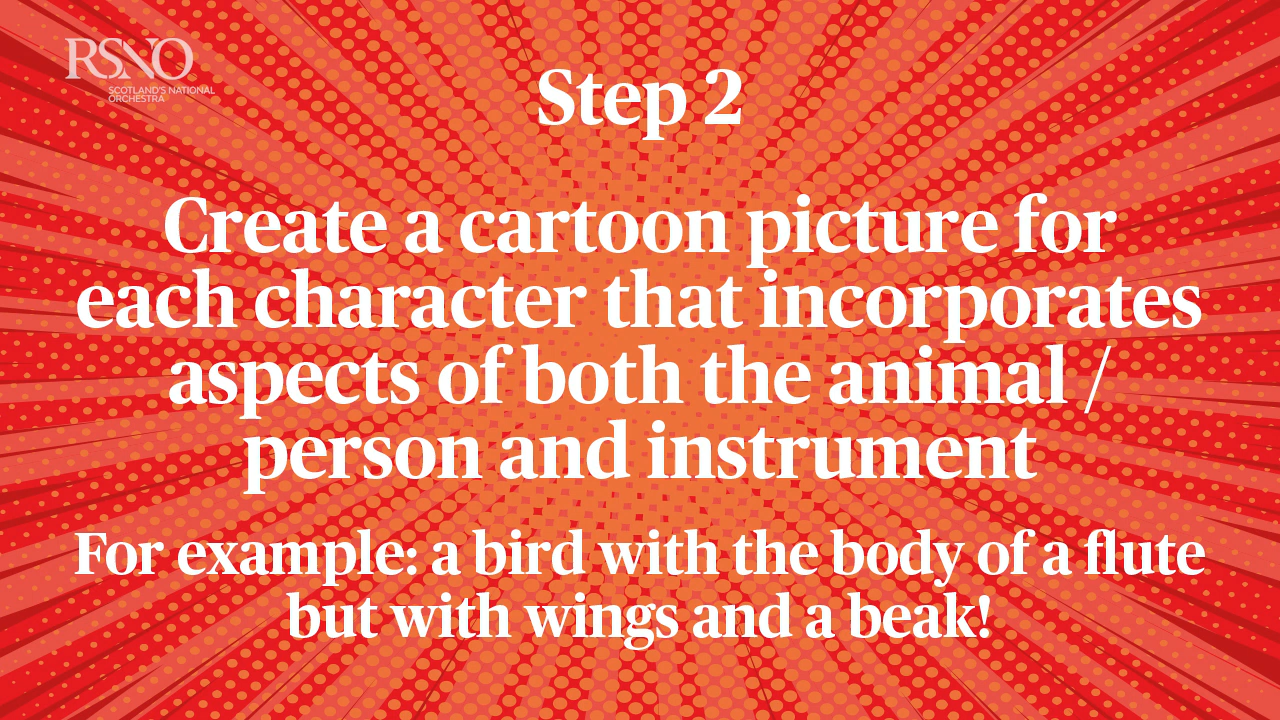 RSNO
SCOTLAND'S NATIONAL
ORCHESTRA
Step 2
Create a cartoon picture for
each character that incorporates
aspects of both the animal /
person and instrument
For example: a bird with the body of a flute
but with wings and a beak!